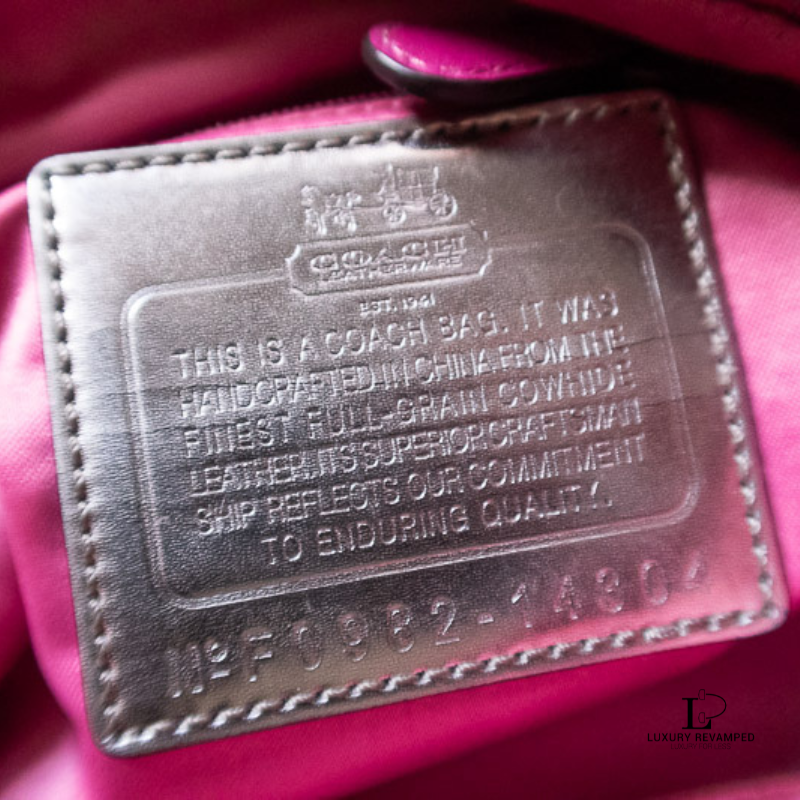 COACH
LEATHERWARE
EST. 1941
THIS IS A COACH BAG. IT WAS
HANDCRAFTED IN CHINA FROM THE
FINEST FULL-GRAIN COWHIDE
LEATHER. ITS SUPERIOR CRAFTSMAN
SHIP REFLECTS OUR COMMITMENT
TO ENDURING QUALITY.
Nº F0982-14304
LUXURY REVAMPED